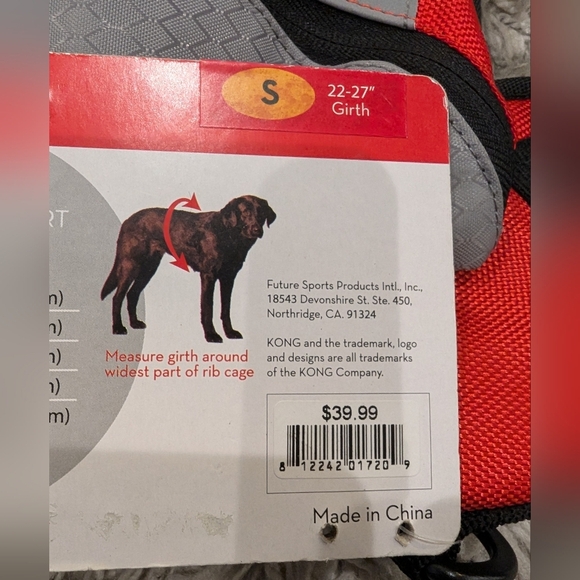 S
22-27"
Girth
RT
m)
m)
m)
n)
m)
Measure girth around
widest part of rib cage
Future Sports Products Intl., Inc.,
18543 Devonshire St. Ste. 450,
Northridge, CA. 91324
KONG and the trademark, logo
and designs are all trademarks
of the KONG Company.
$39.99
8 12242 01720 9
Made in China